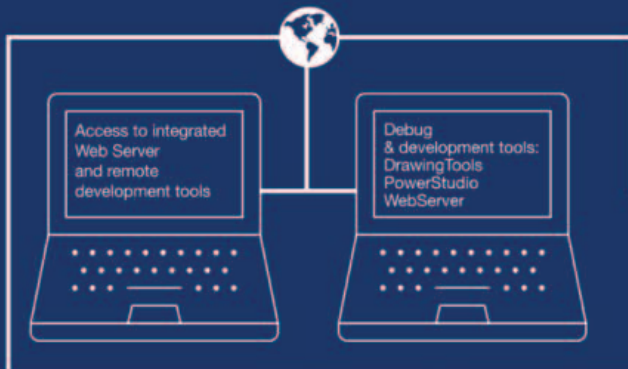 Access to integrated
Web Server
and remote
development tools
Debug
& development tools:
DrawingTools
PowerStudio
WebServer